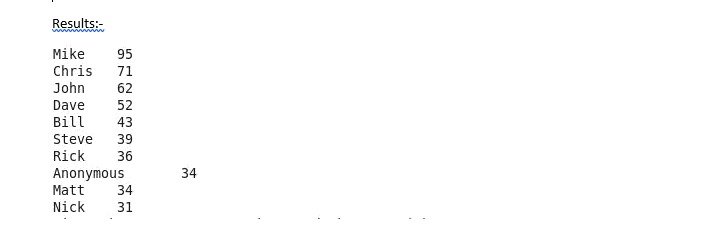 Results:-
Mike 95
Chris 71
John 62
Dave 52
Bill 43
Steve 39
Rick 36
Anonymous 34
Matt 34
Nick 31